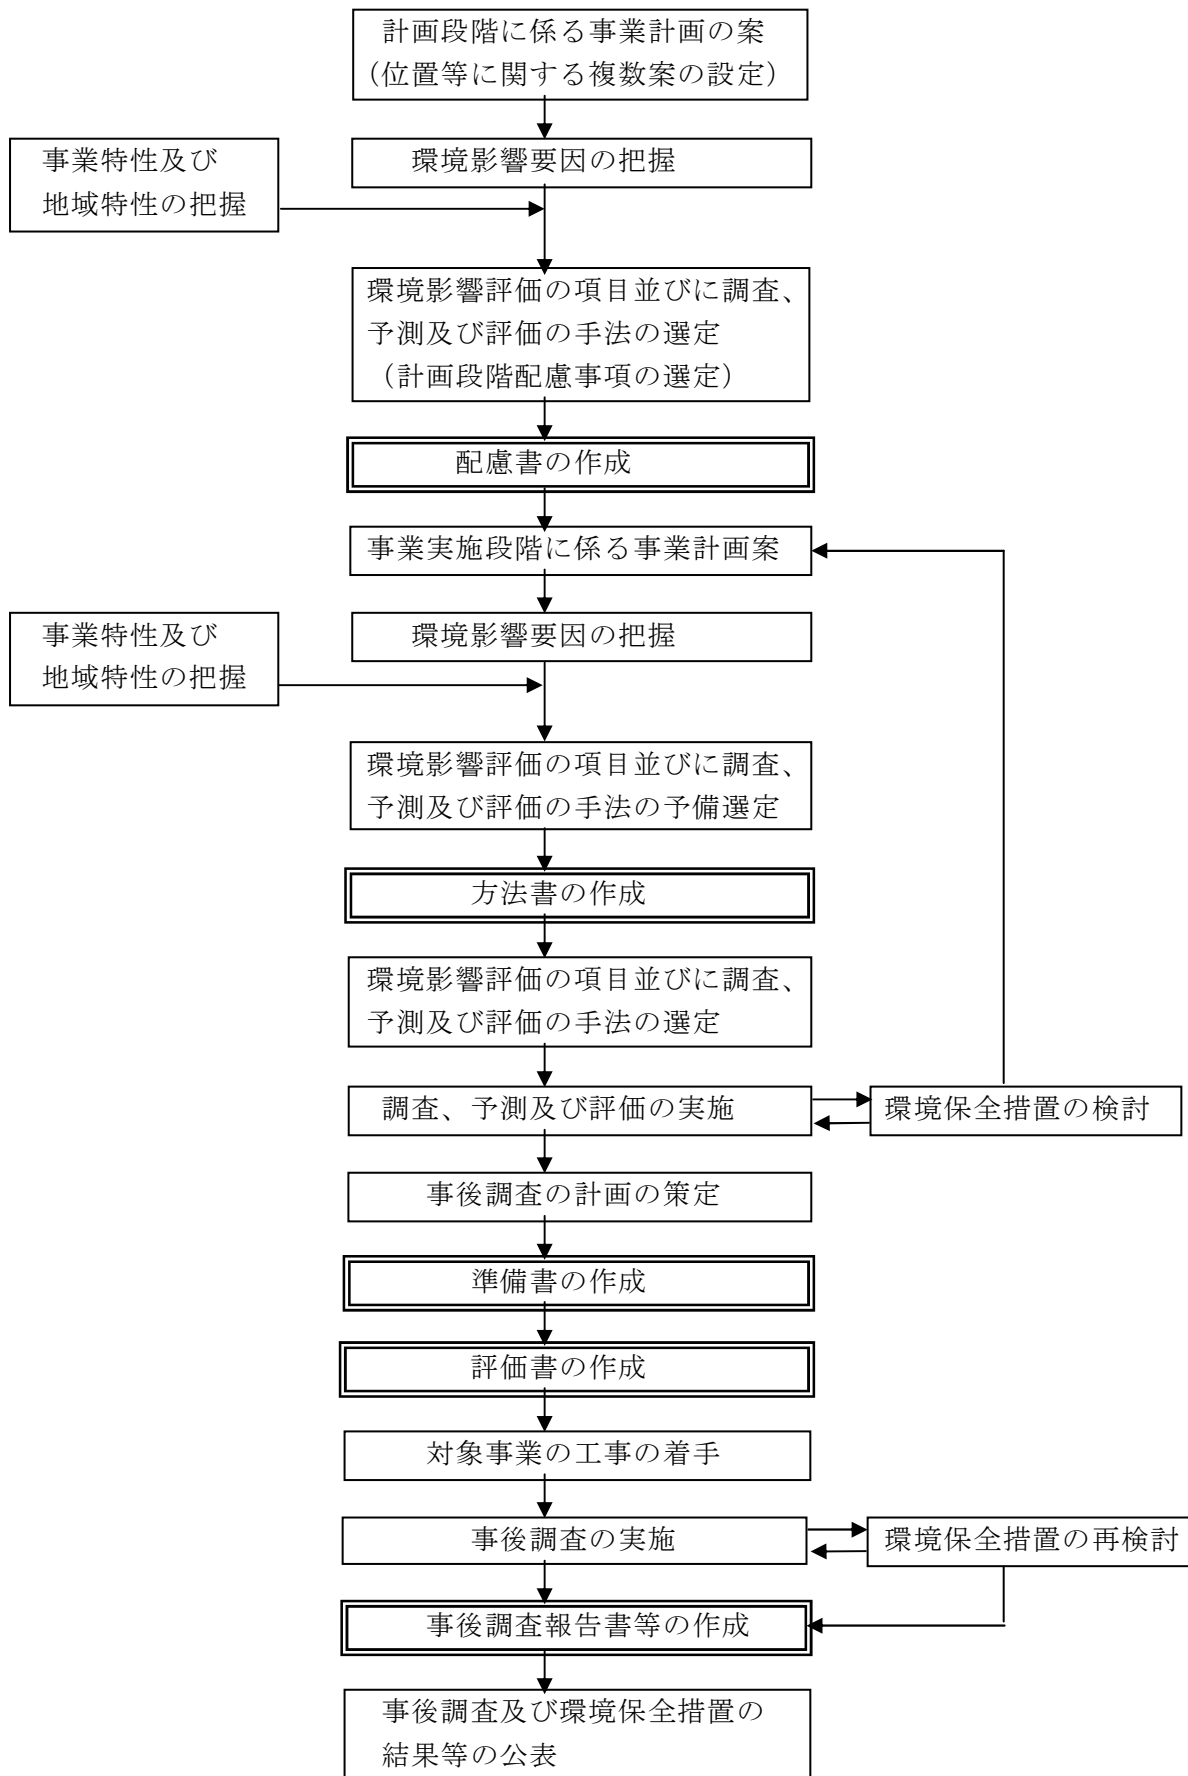 計画段階に係る事業計画の案
（位置等に関する複数案の設定）
環境影響要因の把握
事業特性及び
地域特性の把握
環境影響評価の項目並びに調査、
予測及び評価の手法の選定
（計画段階配慮事項の選定）
配慮書の作成
事業実施段階に係る事業計画案
環境影響要因の把握
事業特性及び
地域特性の把握
環境影響評価の項目並びに調査、
予測及び評価の手法の予備選定
方法書の作成
環境影響評価の項目並びに調査、
予測及び評価の手法の選定
調査、予測及び評価の実施
環境保全措置の検討
事後調査の計画の策定
準備書の作成
評価書の作成
対象事業の工事の着手
事後調査の実施
環境保全措置の再検討
事後調査報告書等の作成
事後調査及び環境保全措置の
結果等の公表